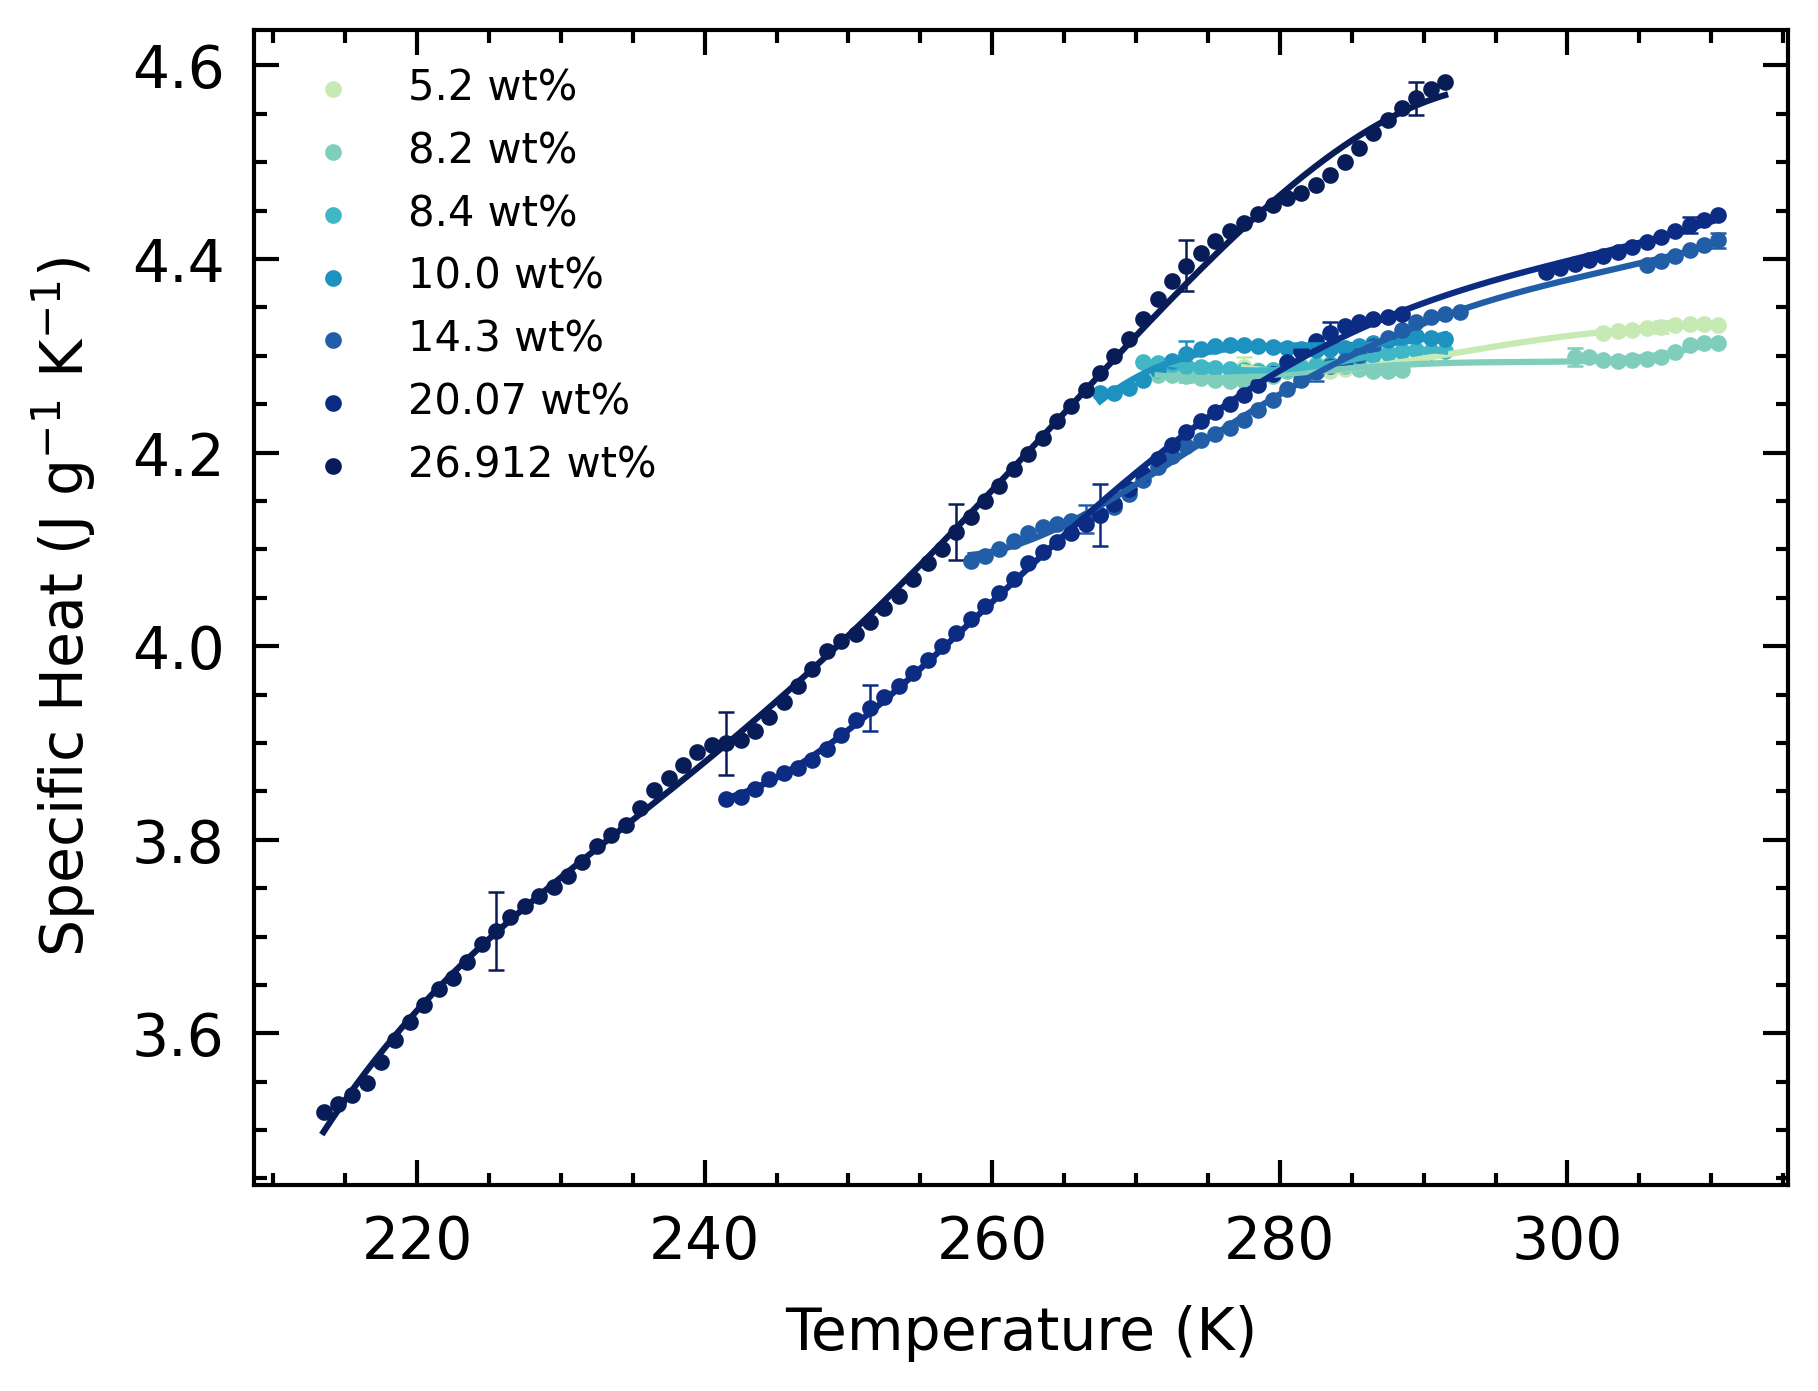 4.6
4.4
4.2
4.0
3.8
3.6
Specific Heat (J g⁻¹ K⁻¹)
5.2 wt%
8.2 wt%
8.4 wt%
10.0 wt%
14.3 wt%
20.07 wt%
26.912 wt%
220 240 260 280 300
Temperature (K)